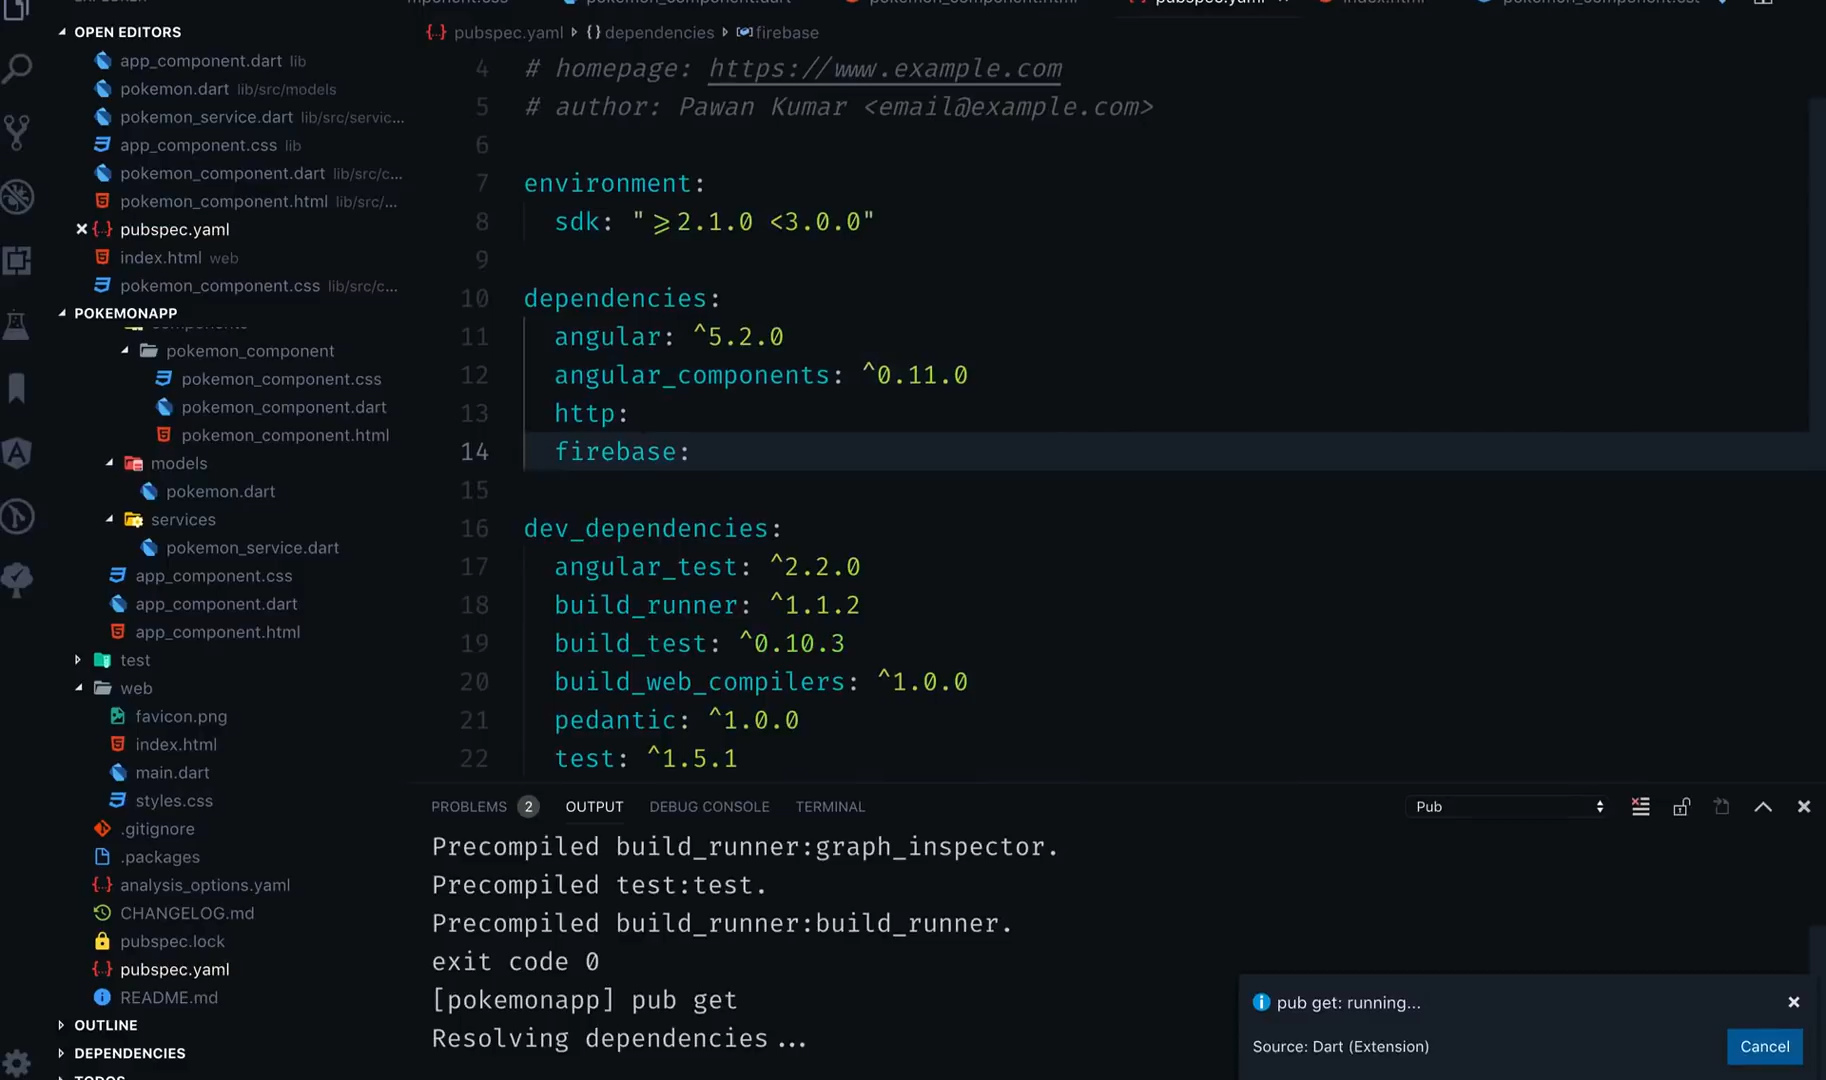 OPEN EDITORS
app_component.dart lib
pokemon.dart lib/src/models
pokemon_service.dart lib/src/servic...
app_component.css lib
pokemon_component.dart lib/src/c...
pokemon_component.html lib/src/...
pubspec.yaml
index.html web
pokemon_component.css lib/src/c...
POKEMONAPP
components
pokemon_component
pokemon_component.css
pokemon_component.dart
pokemon_component.html
models
pokemon.dart
services
pokemon_service.dart
app_component.css
app_component.dart
app_component.html
test
web
favicon.png
index.html
main.dart
styles.css
.gitignore
.packages
analysis_options.yaml
CHANGELOG.md
pubspec.lock
pubspec.yaml
README.md
OUTLINE
DEPENDENCIES
pubspec.yaml {} dependencies firebase
4 # homepage: https://www.example.com
5 # author: Pawan Kumar <email@example.com>
6
7 environment:
8 sdk: ">=2.1.0 <3.0.0"
9
10 dependencies:
11 angular: ^5.2.0
12 angular_components: ^0.11.0
13 http:
14 firebase:
15
16 dev_dependencies:
17 angular_test: ^2.2.0
18 build_runner: ^1.1.2
19 build_test: ^0.10.3
20 build_web_compilers: ^1.0.0
21 pedantic: ^1.0.0
22 test: ^1.5.1
PROBLEMS 2 OUTPUT DEBUG CONSOLE TERMINAL Pub
Precompiled build_runner:graph_inspector.
Precompiled test:test.
Precompiled build_runner:build_runner.
exit code 0
[pokemonapp] pub get
Resolving dependencies...
pub get: running...
Source: Dart (Extension) Cancel